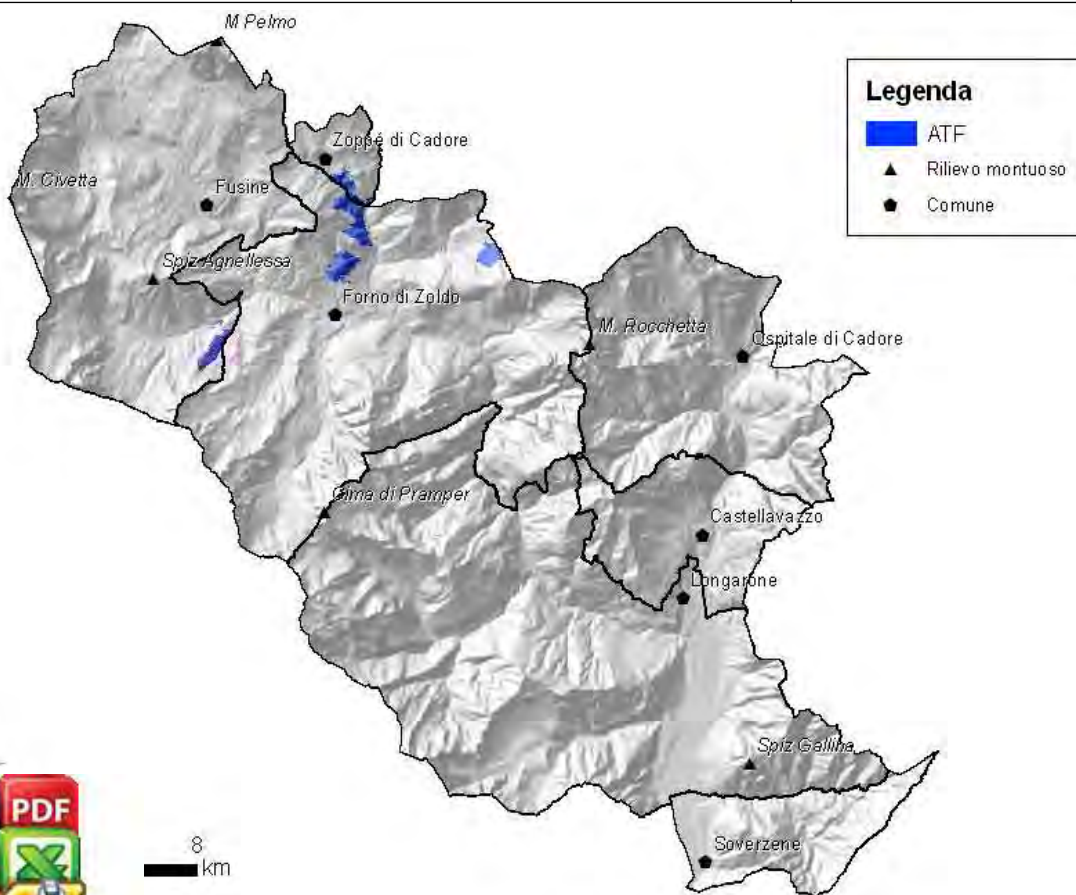 M Pelmo
Legenda
ATF
Rilievo montuoso
Comune
Zoppé di Cadore
M. Civetta
Fusine
Spiz Agnellessa
Forno di Zoldo
M. Rocchetta
Ospitale di Cadore
Cima di Pramper
Castellavazzo
Longarone
Spiz Gallina
PDF
8
km
Soverzene